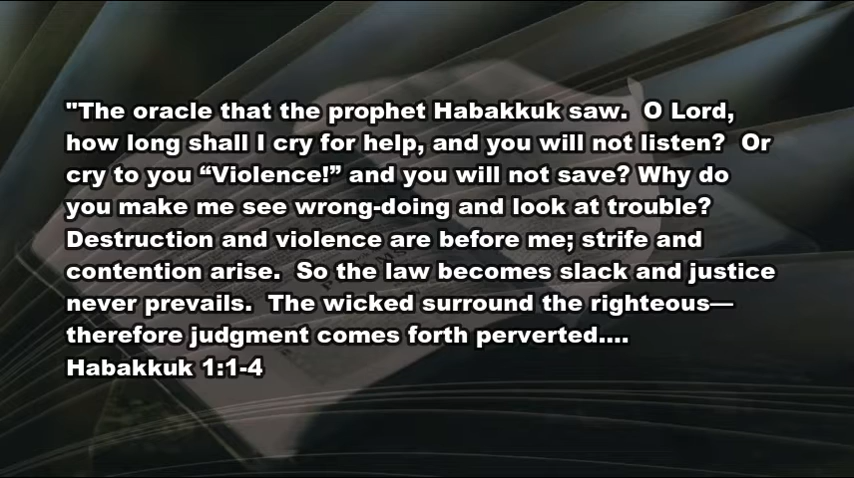 "The oracle that the prophet Habakkuk saw.  O Lord,
how long shall I cry for help, and you will not listen?  Or
cry to you “Violence!” and you will not save? Why do
you make me see wrong-doing and look at trouble?
Destruction and violence are before me; strife and
contention arise.  So the law becomes slack and justice
never prevails.  The wicked surround the righteous—
therefore judgment comes forth perverted....
Habakkuk 1:1-4